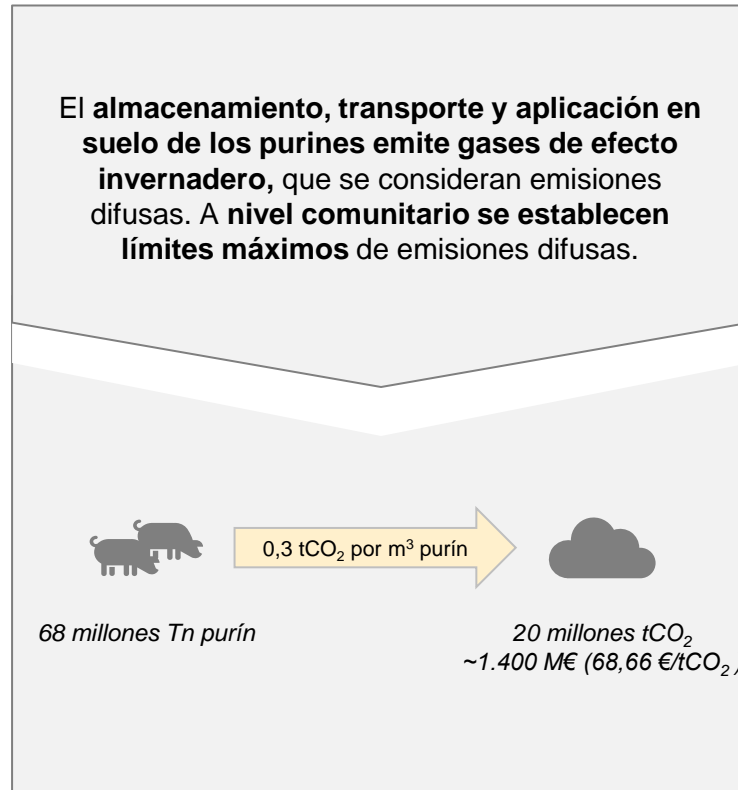 El almacenamiento, transporte y aplicación en
suelo de los purines emite gases de efecto
invernadero, que se consideran emisiones
difusas. A nivel comunitario se establecen
límites máximos de emisiones difusas.
0,3 tCO₂ por m³ purín
68 millones Tn purín
20 millones tCO₂
~1.400 M€ (68,66 €/tCO₂ )